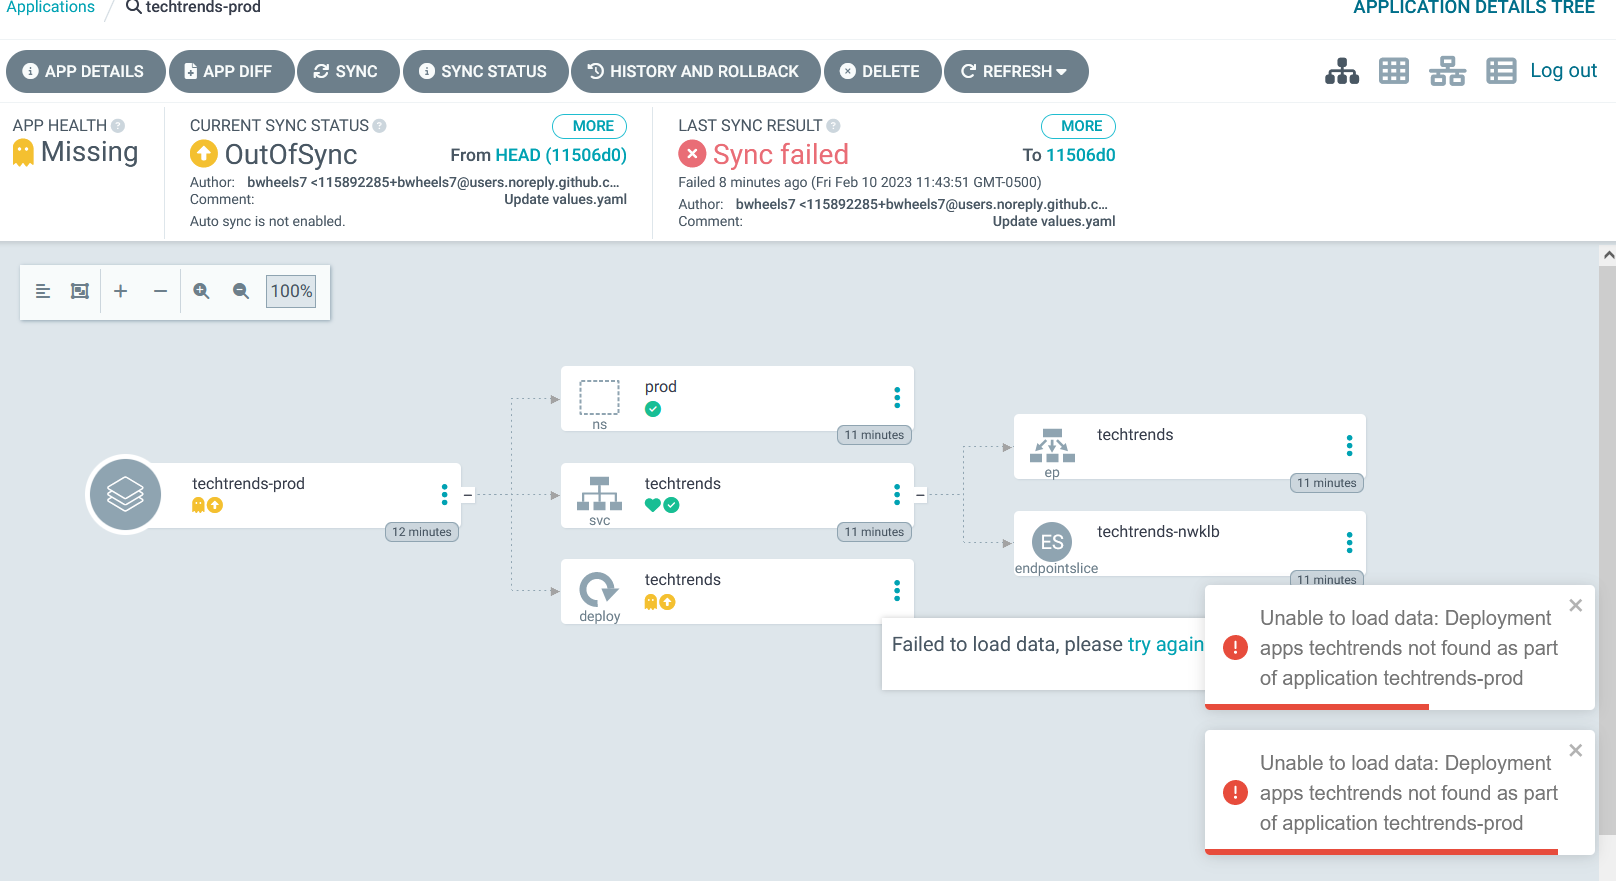 Applications / techtrends-prod
APPLICATION DETAILS TREE
APP DETAILS
APP DIFF
SYNC
SYNC STATUS
HISTORY AND ROLLBACK
DELETE
REFRESH
Log out
APP HEALTH
Missing
CURRENT SYNC STATUS
MORE
OutOfSync
From HEAD (11506d0)
Author: bwheels7 <115892285+bwheels7@users.noreply.github.c...
Comment: Update values.yaml
Auto sync is not enabled.
LAST SYNC RESULT
MORE
Sync failed
To 11506d0
Failed 8 minutes ago (Fri Feb 10 2023 11:43:51 GMT-0500)
Author: bwheels7 <115892285+bwheels7@users.noreply.github.c...
Comment: Update values.yaml
100%
techtrends-prod
12 minutes
prod
ns
11 minutes
techtrends
svc
11 minutes
techtrends
deploy
techtrends
ep
11 minutes
ES
techtrends-nwklb
endpointslice
11 minutes
Failed to load data, please try again
Unable to load data: Deployment
apps techtrends not found as part
of application techtrends-prod
Unable to load data: Deployment
apps techtrends not found as part
of application techtrends-prod